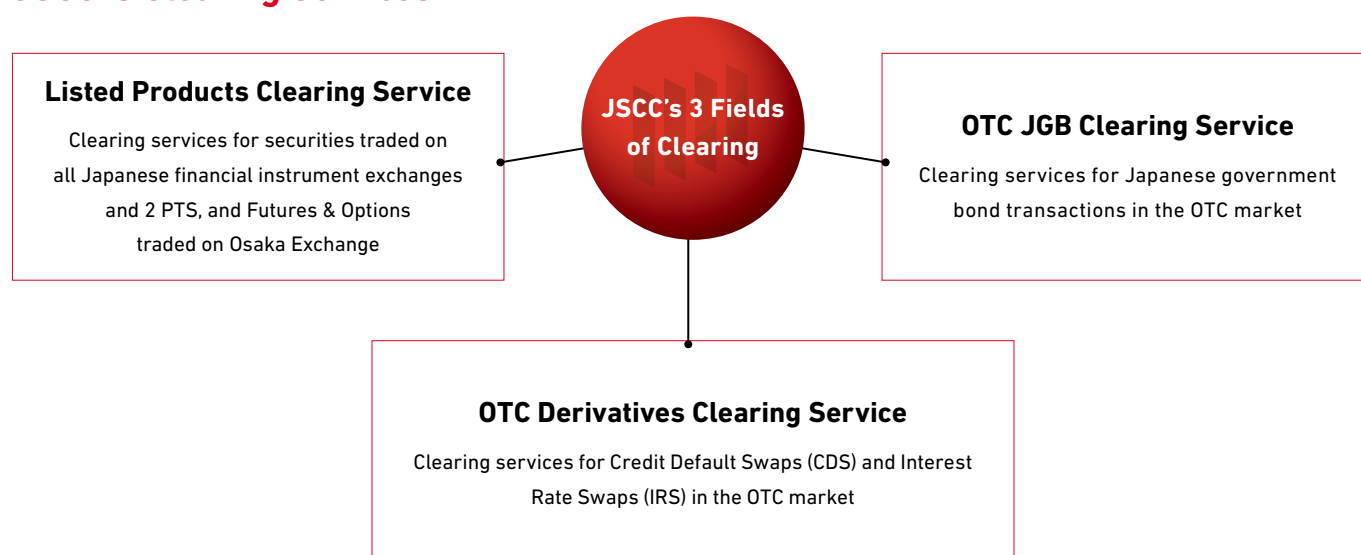 Listed Products Clearing Service
Clearing services for securities traded on
all Japanese financial instrument exchanges
and 2 PTS, and Futures & Options
traded on Osaka Exchange
JSCC's 3 Fields
of Clearing
OTC JGB Clearing Service
Clearing services for Japanese government
bond transactions in the OTC market
OTC Derivatives Clearing Service
Clearing services for Credit Default Swaps (CDS) and Interest
Rate Swaps (IRS) in the OTC market